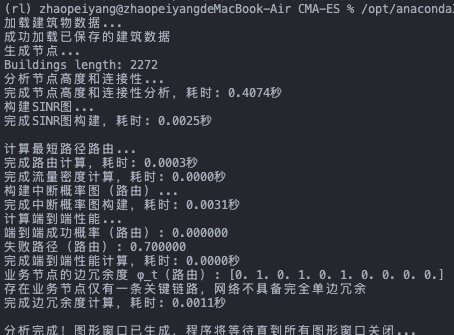 (rl) zhaopeiyang@zhaopeiyangdeMacBook-Air CMA-ES % /opt/anaconda
加载建筑物数据...
成功加载已保存的建筑数据
生成节点...
Buildings length: 2272
分析节点高度和连接性...
完成节点高度和连接性分析, 耗时: 0.4074秒
构建SINR图...
完成SINR图构建, 耗时: 0.0025秒
计算最短路径路由...
完成路由计算, 耗时: 0.0003秒
完成流量密度计算, 耗时: 0.0000秒
构建中断概率图（路由）...
完成中断概率图构建, 耗时: 0.0031秒
计算端到端性能...
端到端成功概率（路由）: 0.000000
失败路径（路由）: 0.700000
完成端到端性能计算, 耗时: 0.0000秒
业务节点的边冗余度 φ_t（路由）: [0. 1. 0. 1. 0. 1. 0. 0. 0. 0.]
存在业务节点仅有一条关键链路, 网络不具备完全单边冗余
完成边冗余度计算, 耗时: 0.0011秒
分析完成! 图形窗口已生成, 程序将等待直到所有图形窗口关闭...